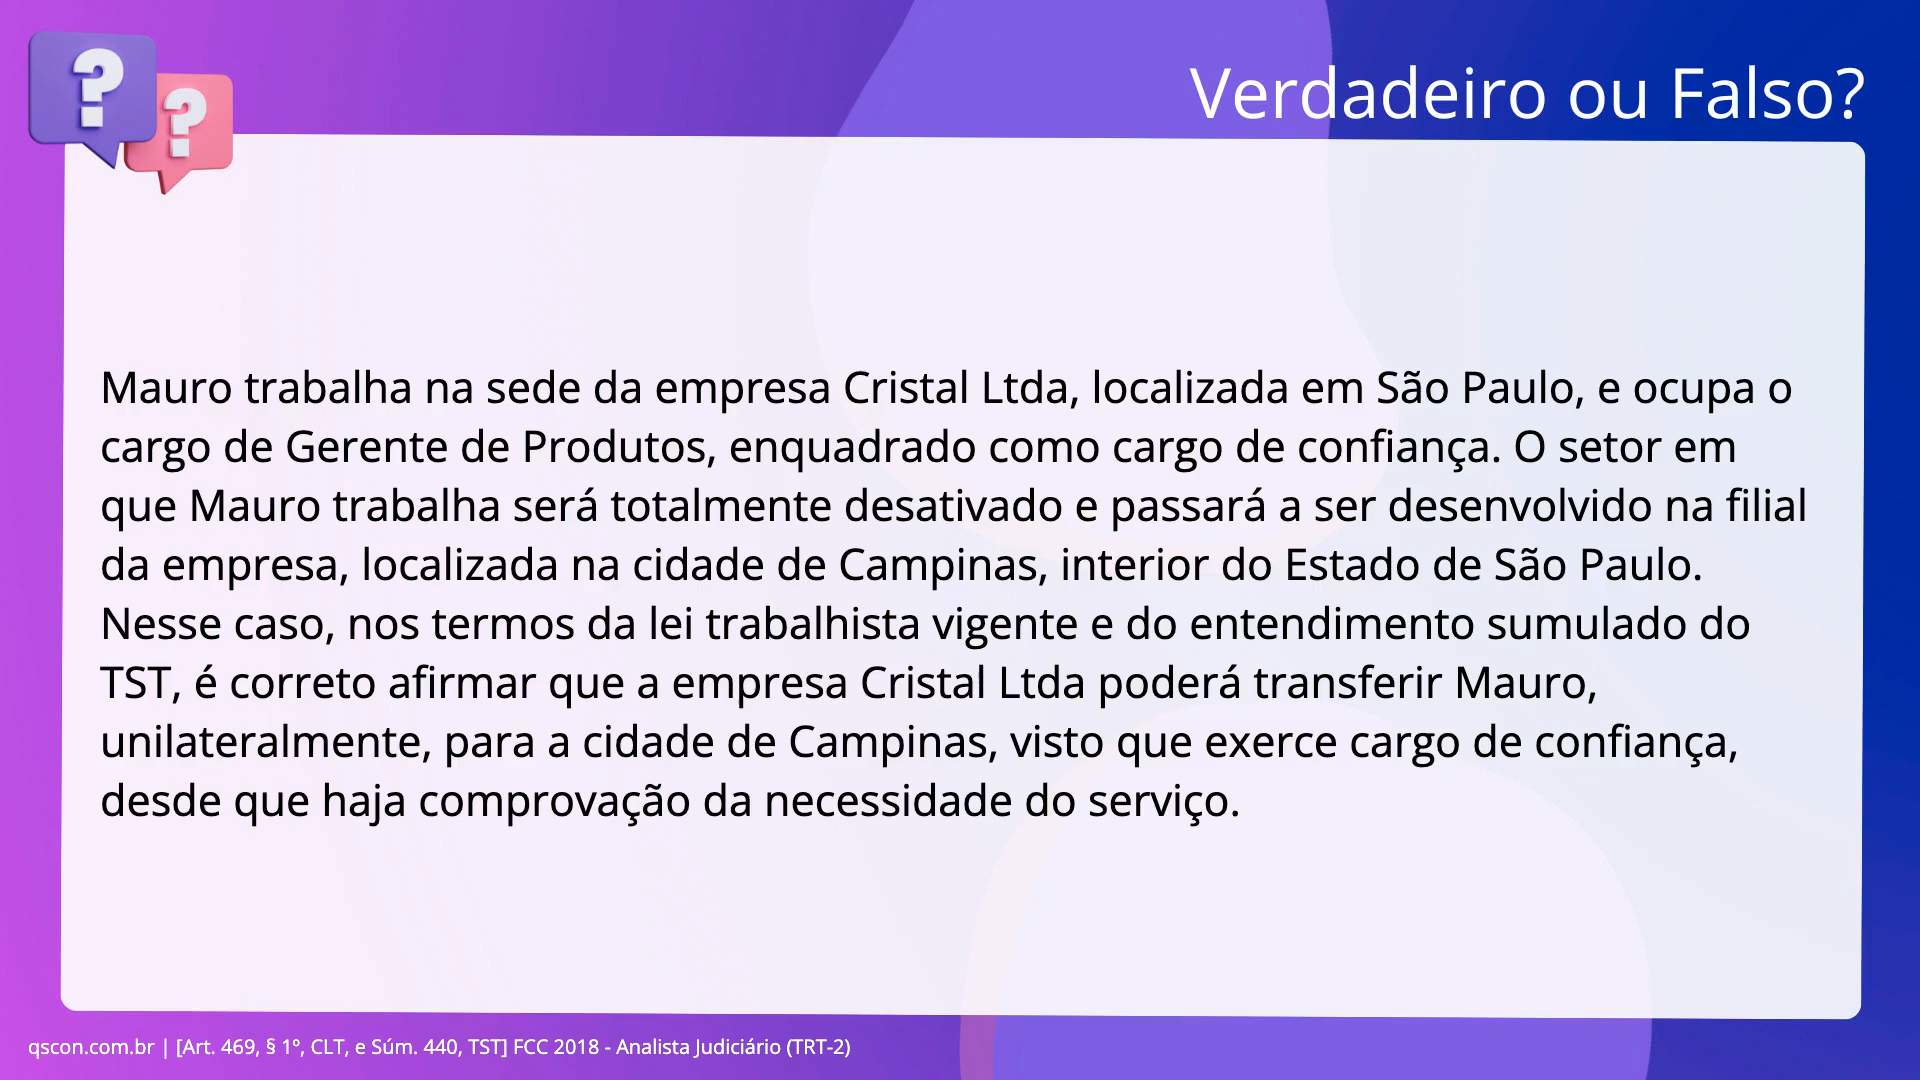 Verdadeiro ou Falso?
Mauro trabalha na sede da empresa Cristal Ltda, localizada em São Paulo, e ocupa o
cargo de Gerente de Produtos, enquadrado como cargo de confiança. O setor em
que Mauro trabalha será totalmente desativado e passará a ser desenvolvido na filial
da empresa, localizada na cidade de Campinas, interior do Estado de São Paulo.
Nesse caso, nos termos da lei trabalhista vigente e do entendimento sumulado do
TST, é correto afirmar que a empresa Cristal Ltda poderá transferir Mauro,
unilateralmente, para a cidade de Campinas, visto que exerce cargo de confiança,
desde que haja comprovação da necessidade do serviço.
qscon.com.br | [Art. 469, § 1º, CLT, e Súm. 440, TST] FCC 2018 - Analista Judiciário (TRT-2)